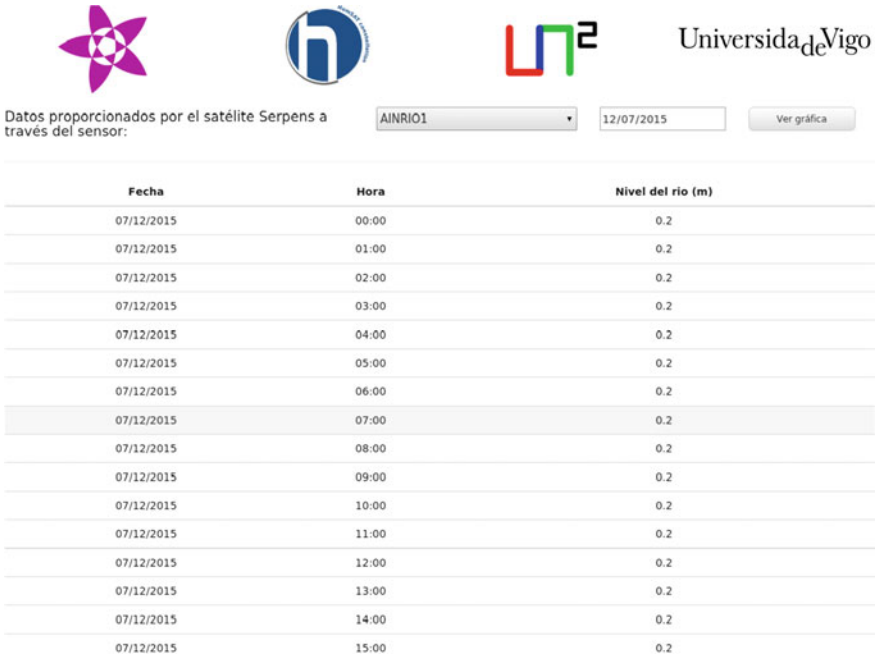 humSAT constellation
h
UN²
UniversidadeVigo
Datos proporcionados por el satélite Serpens a
través del sensor:
AINRIO1
12/07/2015
Ver gráfica
Fecha Hora Nivel del rio (m)
07/12/2015 00:00 0.2
07/12/2015 01:00 0.2
07/12/2015 02:00 0.2
07/12/2015 03:00 0.2
07/12/2015 04:00 0.2
07/12/2015 05:00 0.2
07/12/2015 06:00 0.2
07/12/2015 07:00 0.2
07/12/2015 08:00 0.2
07/12/2015 09:00 0.2
07/12/2015 10:00 0.2
07/12/2015 11:00 0.2
07/12/2015 12:00 0.2
07/12/2015 13:00 0.2
07/12/2015 14:00 0.2
07/12/2015 15:00 0.2